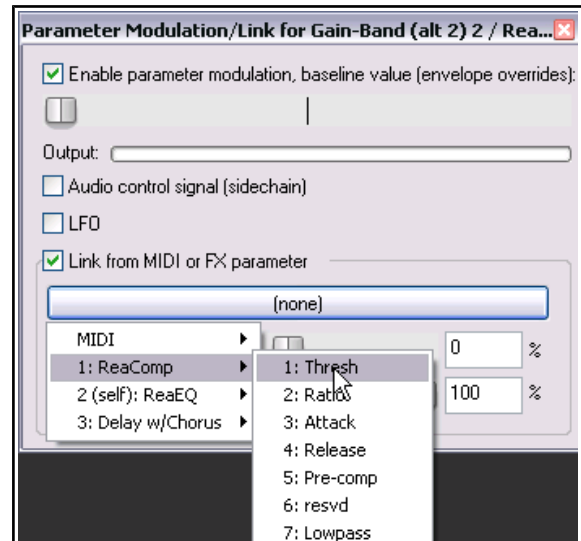 Parameter Modulation/Link for Gain-Band (alt 2) 2 / Rea...
Enable parameter modulation, baseline value (envelope overrides):
Output:
Audio control signal (sidechain)
LFO
Link from MIDI or FX parameter
(none)
MIDI
0 %
1: ReaComp
1: Thresh
2 (self): ReaEQ
2: Ratio
100 %
3: Delay w/Chorus
3: Attack
4: Release
5: Pre-comp
6: resvd
7: Lowpass